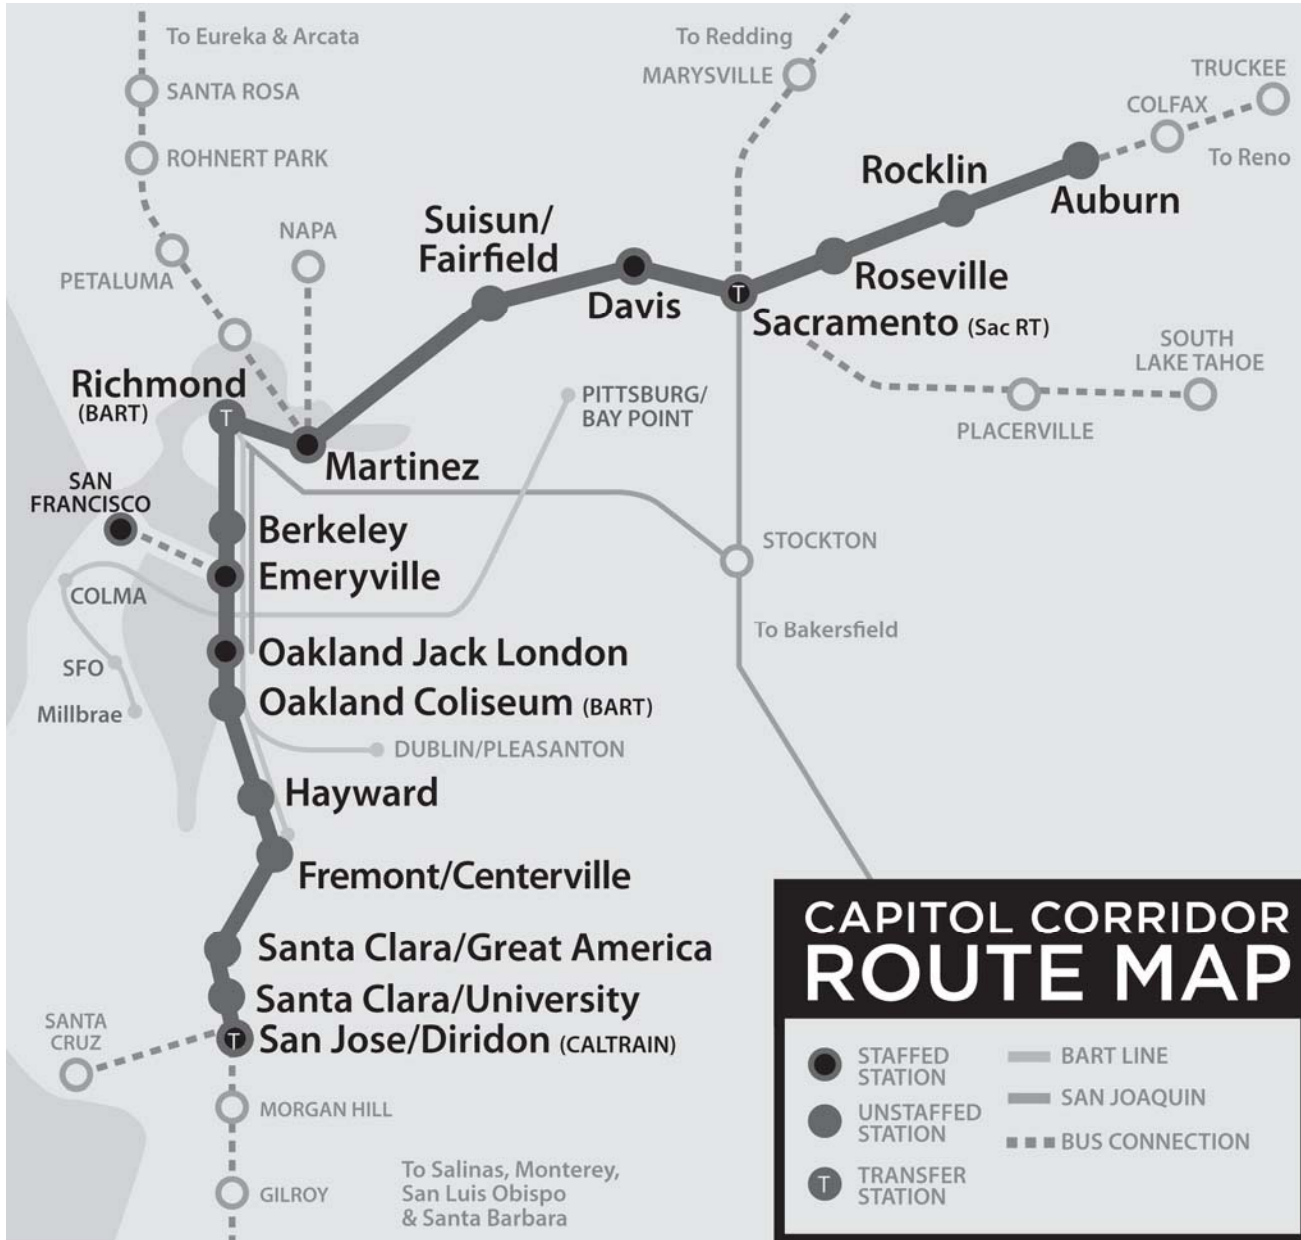 To Eureka & Arcata
SANTA ROSA
ROHNERT PARK
PETALUMA
NAPA
To Redding
MARYSVILLE
TRUCKEE
COLFAX
To Reno
Rocklin
Auburn
Suisun/
Fairfield
Davis
Roseville
T
Sacramento (Sac RT)
SOUTH
LAKE TAHOE
PLACERVILLE
Richmond
(BART)
T
PITTSBURG/
BAY POINT
Martinez
SAN
FRANCISCO
Berkeley
STOCKTON
Emeryville
COLMA
To Bakersfield
Oakland Jack London
SFO
Oakland Coliseum (BART)
Millbrae
DUBLIN/PLEASANTON
Hayward
Fremont/Centerville
Santa Clara/Great America
Santa Clara/University
T
San Jose/Diridon (CALTRAIN)
SANTA
CRUZ
MORGAN HILL
GILROY
To Salinas, Monterey,
San Luis Obispo
& Santa Barbara
CAPITOL CORRIDOR
ROUTE MAP
STAFFED
STATION
UNSTAFFED
STATION
T
TRANSFER
STATION
BART LINE
SAN JOAQUIN
BUS CONNECTION